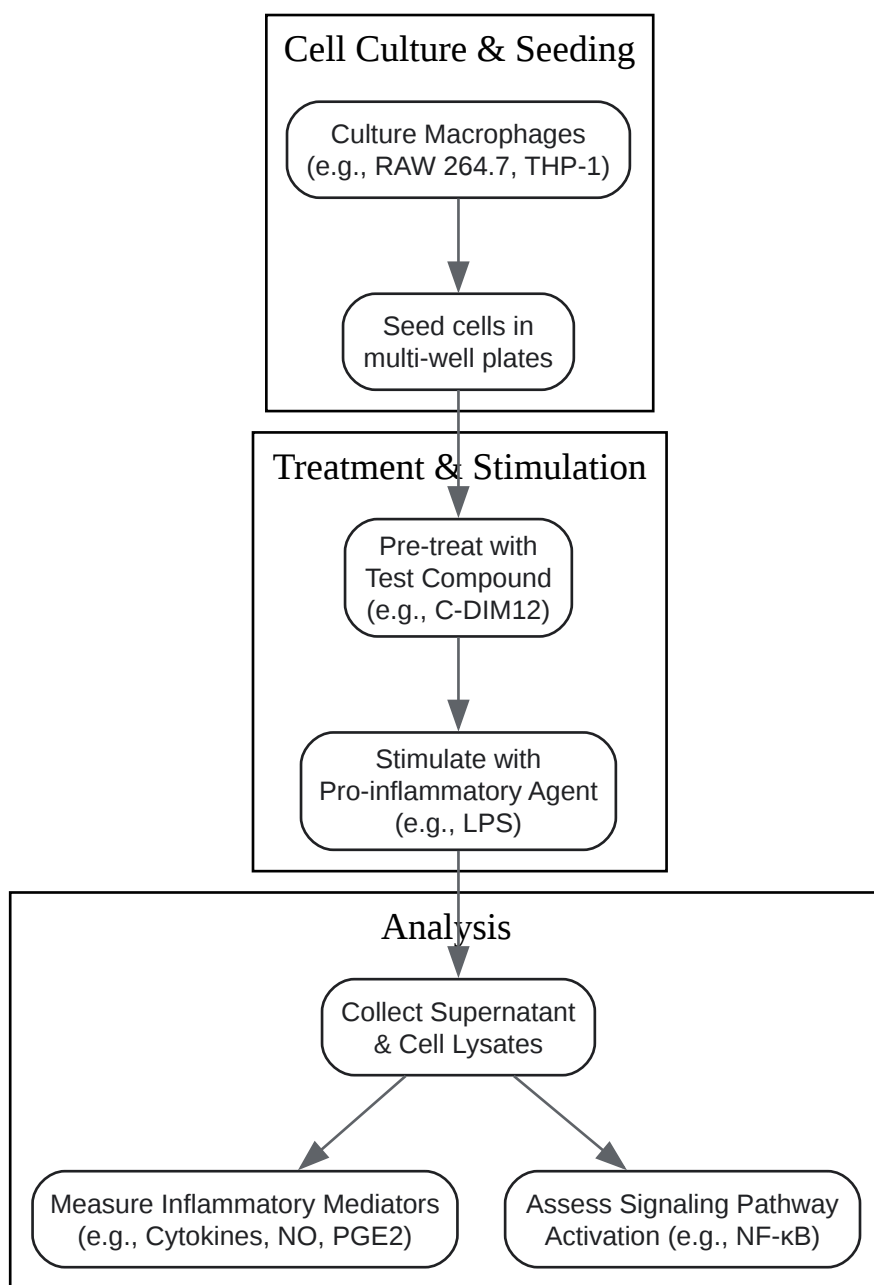 Cell Culture & Seeding
Culture Macrophages
(e.g., RAW 264.7, THP-1)
Seed cells in
multi-well plates
Treatment & Stimulation
Pre-treat with
Test Compound
(e.g., C-DIM12)
Stimulate with
Pro-inflammatory Agent
(e.g., LPS)
Analysis
Collect Supernatant
& Cell Lysates
Measure Inflammatory Mediators
(e.g., Cytokines, NO, PGE2)
Assess Signaling Pathway
Activation (e.g., NF-κB)